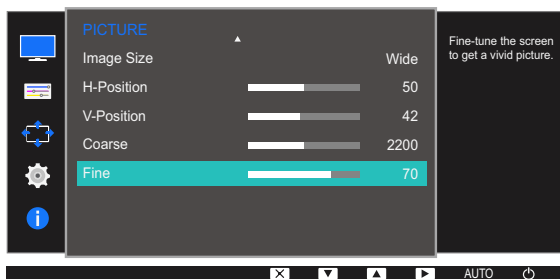 PICTURE
Image Size Wide
H-Position 50
V-Position 42
Coarse 2200
Fine 70
Fine-tune the screen
to get a vivid picture.
AUTO